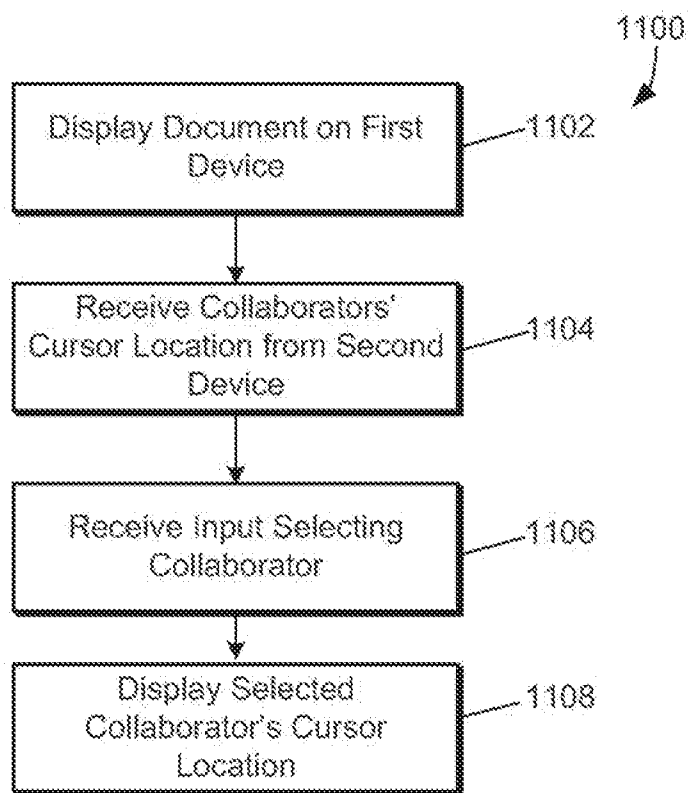 1100
Display Document on First
Device
1102
Receive Collaborators'
Cursor Location from Second
Device
1104
Receive Input Selecting
Collaborator
1106
Display Selected
Collaborator's Cursor
Location
1108